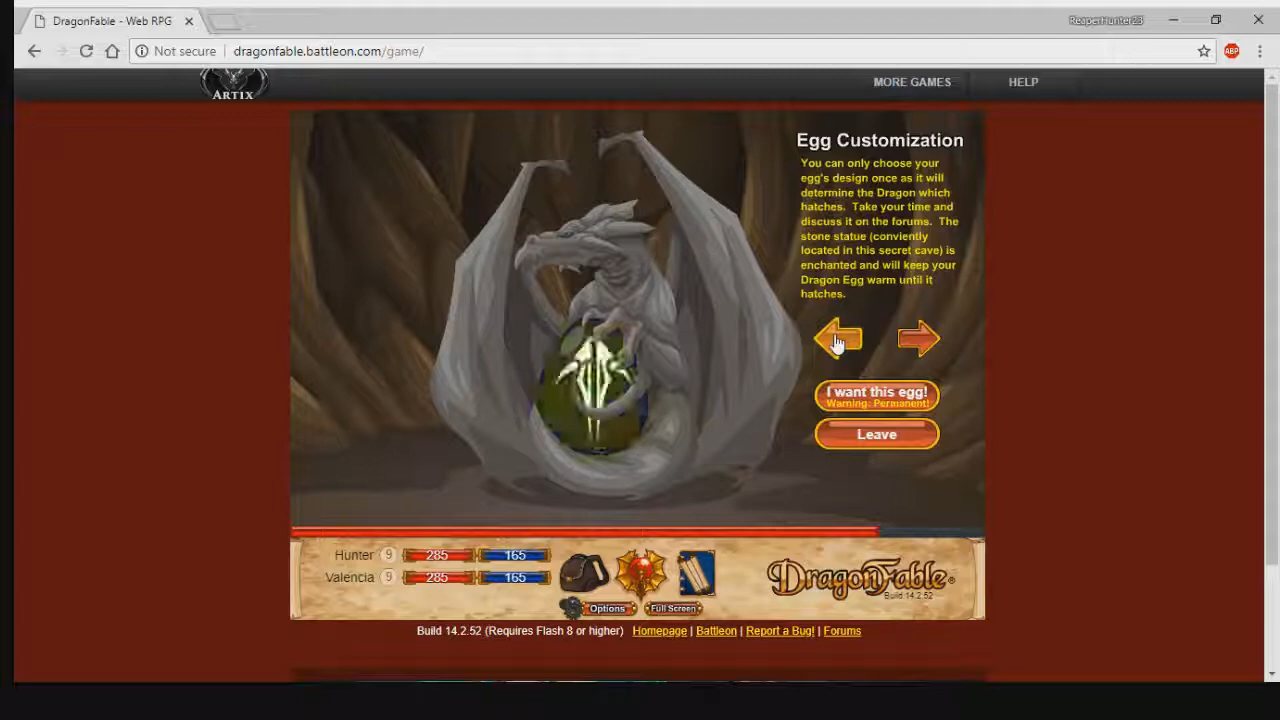 DragonFable - Web RPG
ReaperHunter23
Not secure
dragonfable.battleon.com/game/
ABP
ARTIX
MORE GAMES
HELP
Egg Customization
You can only choose your
egg's design once as it will
determine the Dragon which
hatches. Take your time and
discuss it on the forums. The
stone statue (conviently
located in this secret cave) is
enchanted and will keep your
Dragon Egg warm until it
hatches.
I want this egg!
Warning: Permanent!
Leave
Hunter 9 285 165
Valencia 9 285 165
Options
Full Screen
DragonFable®
Build 14.2.52
Build 14.2.52 (Requires Flash 8 or higher) Homepage | Battleon | Report a Bug! | Forums